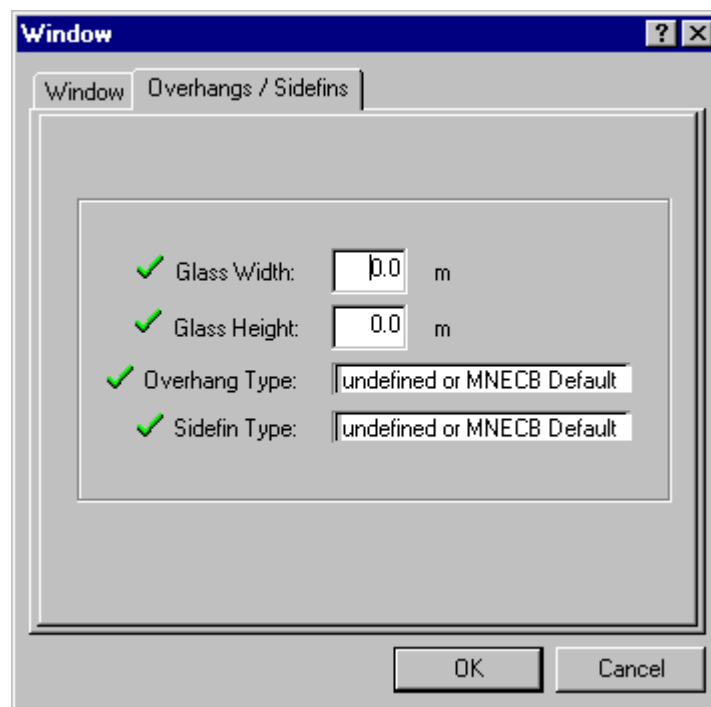 Window
Window Overhangs / Sidefins
Glass Width: 0.0 m
Glass Height: 0.0 m
Overhang Type: undefined or MNECB Default
Sidefin Type: undefined or MNECB Default
OK Cancel